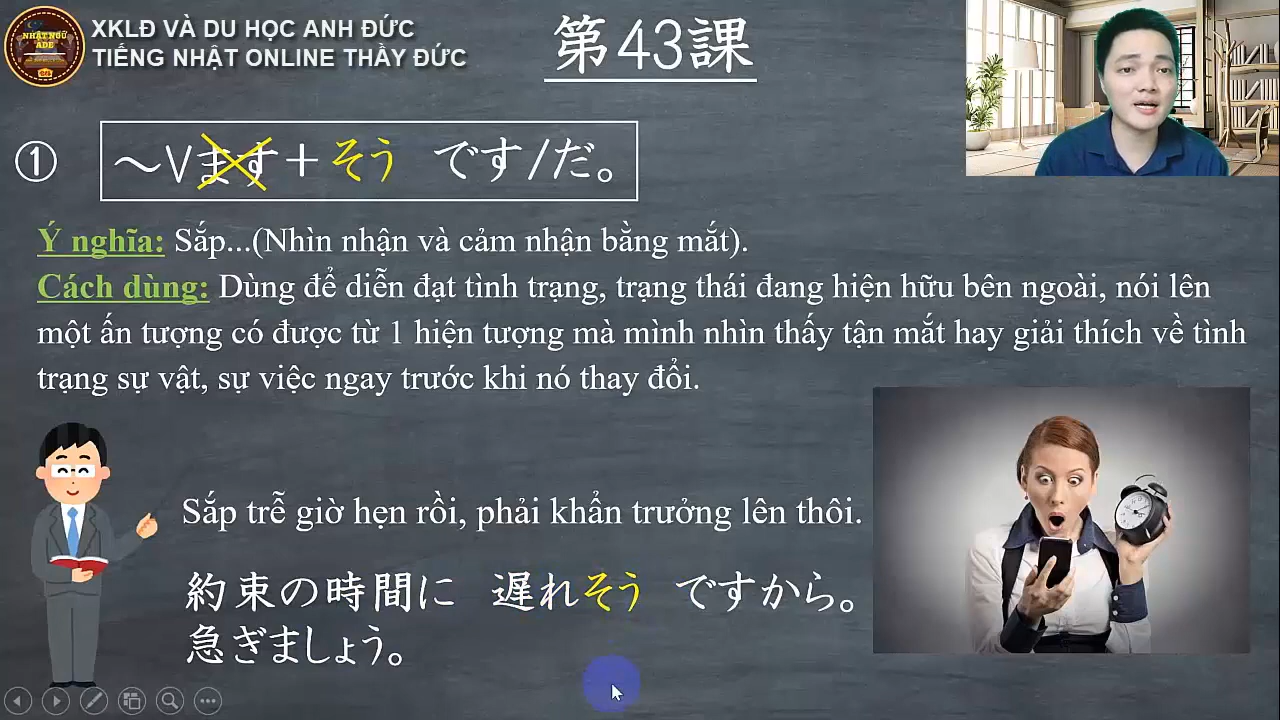 NHẬT NGỮ
ADE
XKLĐ VÀ DU HỌC ANH ĐỨC
TIẾNG NHẬT ONLINE THẦY ĐỨC
第43課
① ～Vます＋そう です/だ。
Ý nghĩa: Sắp...(Nhìn nhận và cảm nhận bằng mắt).
Cách dùng: Dùng để diễn đạt tình trạng, trạng thái đang hiện hữu bên ngoài, nói lên
một ấn tượng có được từ 1 hiện tượng mà mình nhìn thấy tận mắt hay giải thích về tình
trạng sự vật, sự việc ngay trước khi nó thay đổi.
Sắp trễ giờ hẹn rồi, phải khẩn trưởng lên thôi.
約束の時間に 遅れそう ですから。
急ぎましょう。